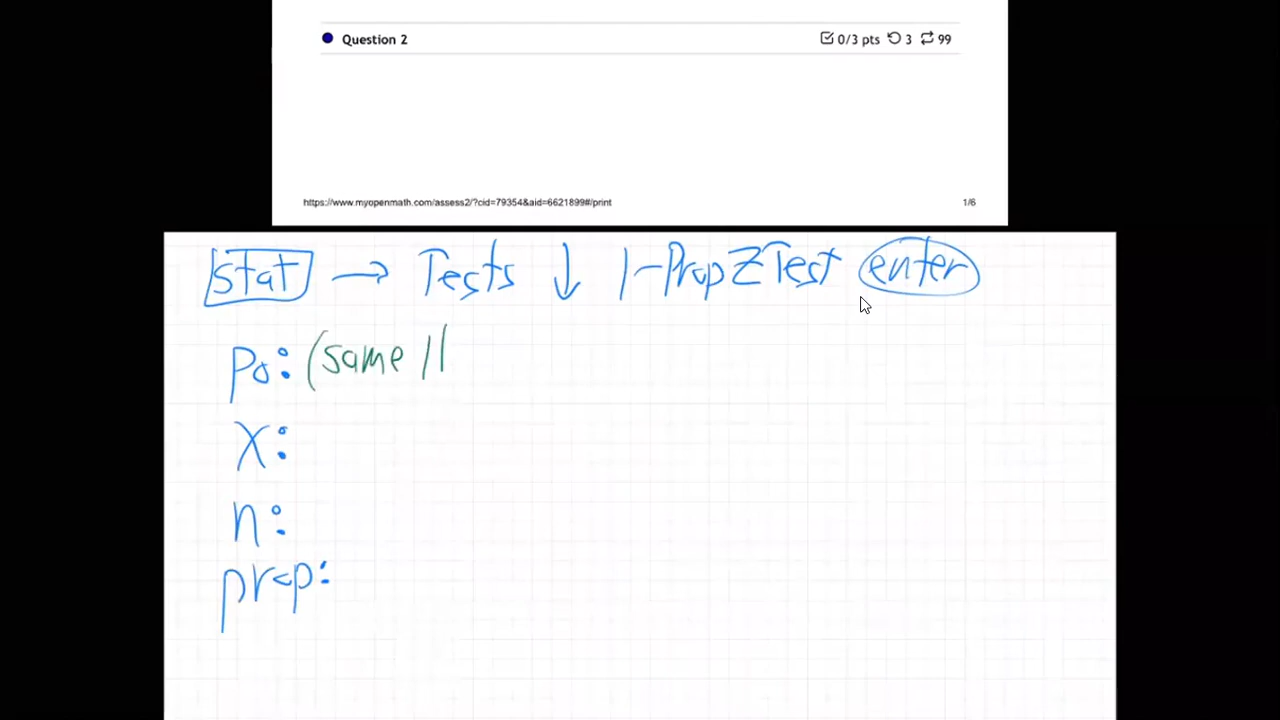 Question 2
0/3 pts 3 99
https://www.myopenmath.com/assess2/?cid=79354&aid=6621899#/print
1/6
stat → Tests ↓ 1-PropZTest enter
Po: (same
x:
n:
prop: